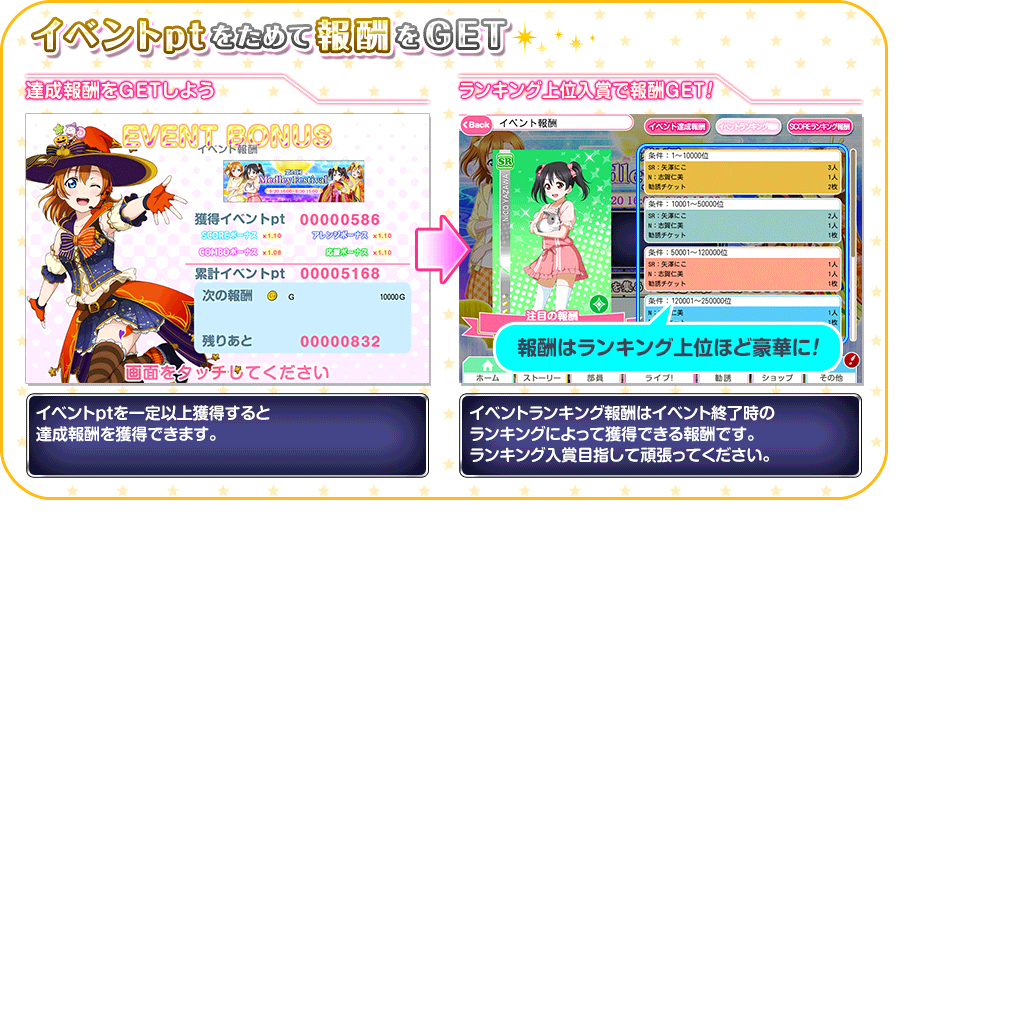 イベントptをためて報酬をGET
達成報酬をGETしよう
EVENT BONUS
イベント報酬
Medley Festival
獲得イベントpt 00000586
SCOREボーナス x1.10 アレンジボーナス x1.10
COMBOボーナス x1.08 応援ボーナス x1.10
累計イベントpt 00005168
次の報酬 G 10000G
残りあと 00000832
画面をタッチしてください
イベントptを一定以上獲得すると
達成報酬を獲得できます。
ランキング上位入賞で報酬GET!
Back イベント報酬
イベント達成報酬 イベントランキング報酬 SCOREランキング報酬
SR
NICO YAZAWA
注目の報酬
条件：1～10000位
SR：矢澤にこ 3人
N：志賀仁美 1人
勧誘チケット 2枚
条件：10001～50000位
SR：矢澤にこ 2人
N：志賀仁美 1人
勧誘チケット 1枚
条件：50001～120000位
SR：矢澤にこ 1人
N：志賀仁美 1人
勧誘チケット 1枚
条件：120001～250000位
N：志賀仁美 1人
1枚
報酬はランキング上位ほど豪華に!
ホーム ストーリー 部員 ライブ! 勧誘 ショップ その他
イベントランキング報酬はイベント終了時の
ランキングによって獲得できる報酬です。
ランキング入賞目指して頑張ってください。